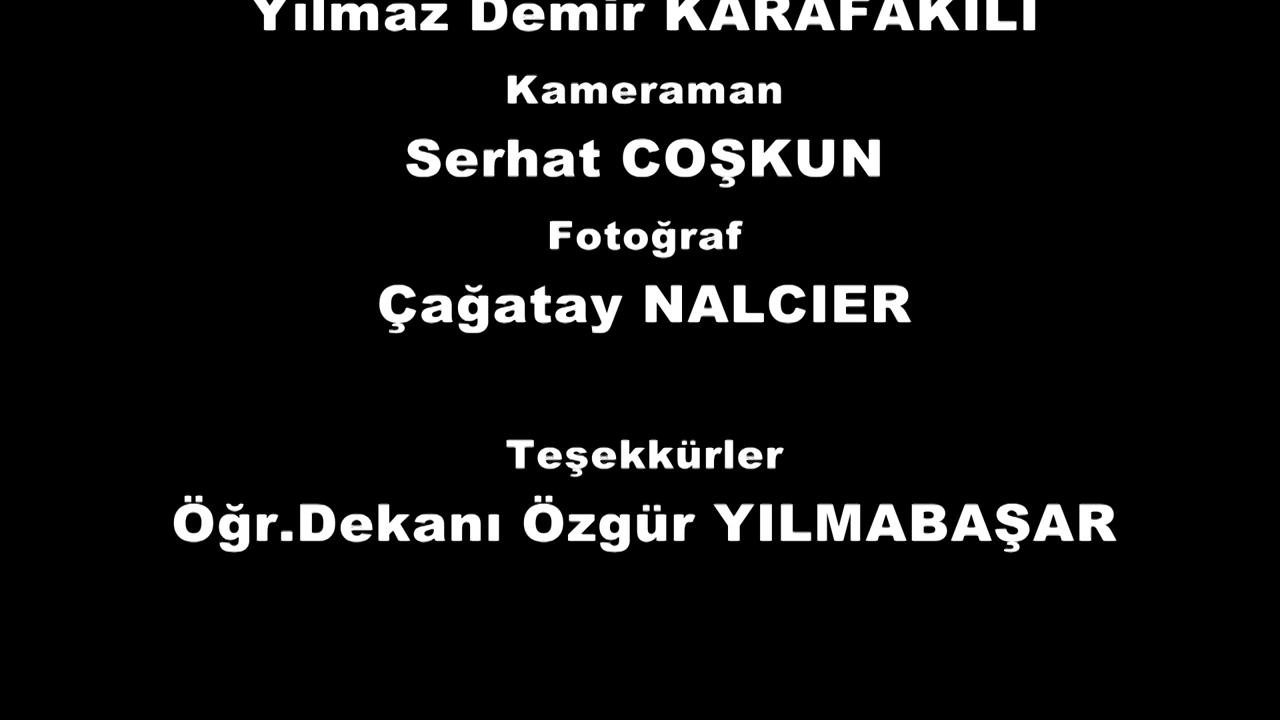 Yılmaz Demir KARAFAKILI
Kameraman
Serhat COŞKUN
Fotoğraf
Çağatay NALCIER
Teşekkürler
Öğr.Dekanı Özgür YILMABAŞAR